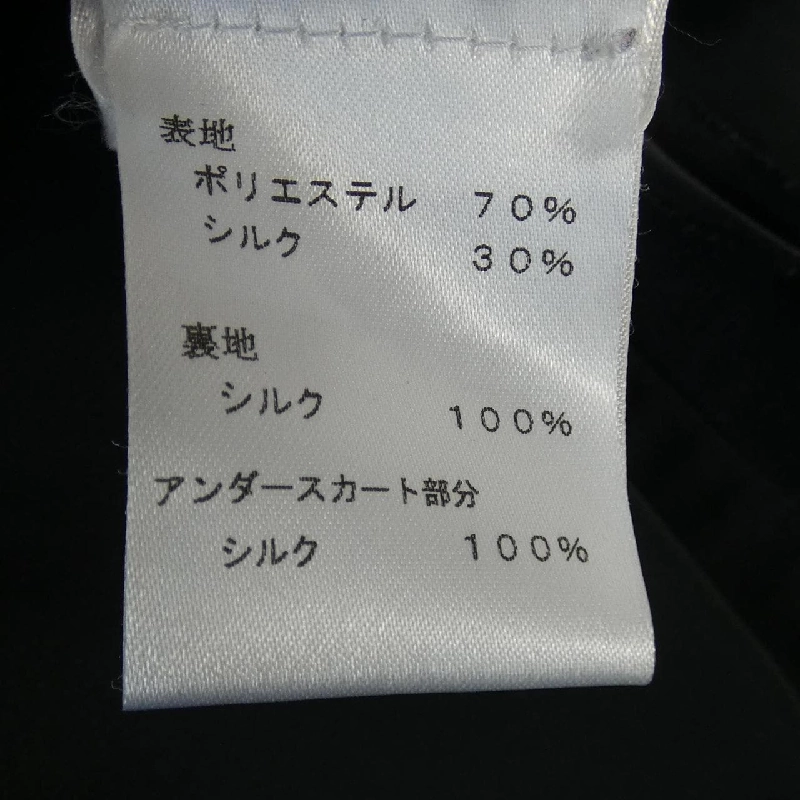 表地
ポリエステル ７０％
シルク ３０％
裏地
シルク １００％
アンダースカート部分
シルク １００％